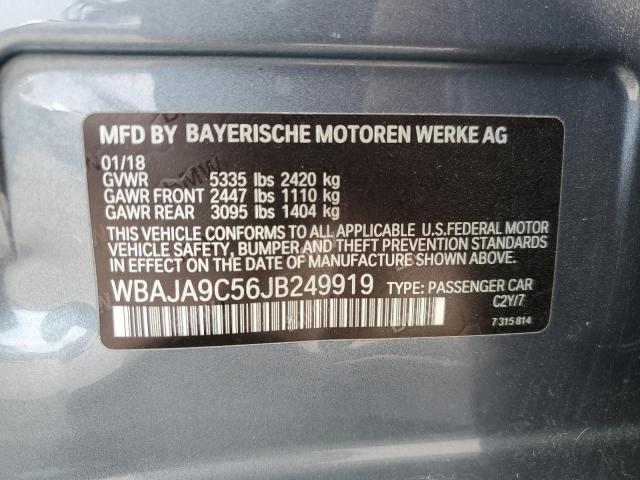 MFD BY BAYERISCHE MOTOREN WERKE AG
01/18
GVWR 5335 lbs 2420 kg
GAWR FRONT 2447 lbs 1110 kg
GAWR REAR 3095 lbs 1404 kg
THIS VEHICLE CONFORMS TO ALL APPLICABLE U.S.FEDERAL MOTOR
VEHICLE SAFETY, BUMPER AND THEFT PREVENTION STANDARDS
IN EFFECT ON THE DATE OF MANUFACTURE SHOWN ABOVE.
WBAJA9C56JB249919 TYPE: PASSENGER CAR
C2Y/7
7 315 814